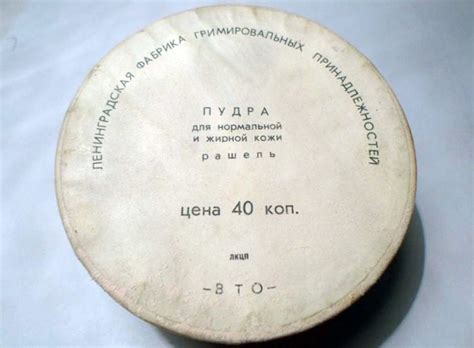 ЛЕНИНГРАДСКАЯ ФАБРИКА ГРИМИРОВАЛЬНЫХ ПРИНАДЛЕЖНОСТЕЙ
ПУДРА
для нормальной
и жирной кожи
рашель
цена 40 коп.
ЛКЦП
-ВТО-